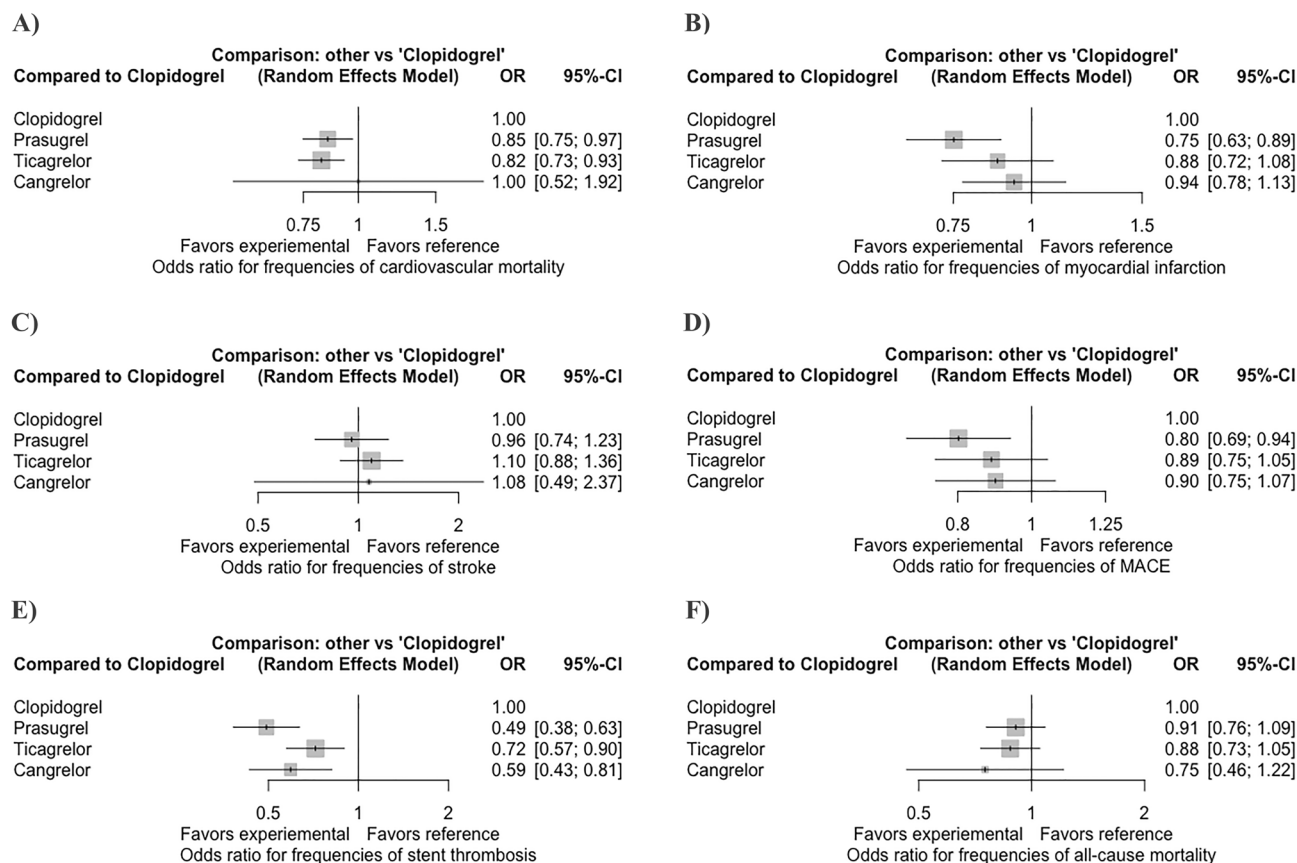 A)
Comparison: other vs 'Clopidogrel'
Compared to Clopidogrel (Random Effects Model) OR 95%-CI
Clopidogrel 1.00
Prasugrel 0.85 [0.75; 0.97]
Ticagrelor 0.82 [0.73; 0.93]
Cangrelor 1.00 [0.52; 1.92]
0.75 1 1.5
Favors experimental Favors reference
Odds ratio for frequencies of cardiovascular mortality
B)
Comparison: other vs 'Clopidogrel'
Compared to Clopidogrel (Random Effects Model) OR 95%-CI
Clopidogrel 1.00
Prasugrel 0.75 [0.63; 0.89]
Ticagrelor 0.88 [0.72; 1.08]
Cangrelor 0.94 [0.78; 1.13]
0.75 1 1.5
Favors experimental Favors reference
Odds ratio for frequencies of myocardial infarction
C)
Comparison: other vs 'Clopidogrel'
Compared to Clopidogrel (Random Effects Model) OR 95%-CI
Clopidogrel 1.00
Prasugrel 0.96 [0.74; 1.23]
Ticagrelor 1.10 [0.88; 1.36]
Cangrelor 1.08 [0.49; 2.37]
0.5 1 2
Favors experimental Favors reference
Odds ratio for frequencies of stroke
D)
Comparison: other vs 'Clopidogrel'
Compared to Clopidogrel (Random Effects Model) OR 95%-CI
Clopidogrel 1.00
Prasugrel 0.80 [0.69; 0.94]
Ticagrelor 0.89 [0.75; 1.05]
Cangrelor 0.90 [0.75; 1.07]
0.8 1 1.25
Favors experimental Favors reference
Odds ratio for frequencies of MACE
E)
Comparison: other vs 'Clopidogrel'
Compared to Clopidogrel (Random Effects Model) OR 95%-CI
Clopidogrel 1.00
Prasugrel 0.49 [0.38; 0.63]
Ticagrelor 0.72 [0.57; 0.90]
Cangrelor 0.59 [0.43; 0.81]
0.5 1 2
Favors experimental Favors reference
Odds ratio for frequencies of stent thrombosis
F)
Comparison: other vs 'Clopidogrel'
Compared to Clopidogrel (Random Effects Model) OR 95%-CI
Clopidogrel 1.00
Prasugrel 0.91 [0.76; 1.09]
Ticagrelor 0.88 [0.73; 1.05]
Cangrelor 0.75 [0.46; 1.22]
0.5 1 2
Favors experimental Favors reference
Odds ratio for frequencies of all-cause mortality